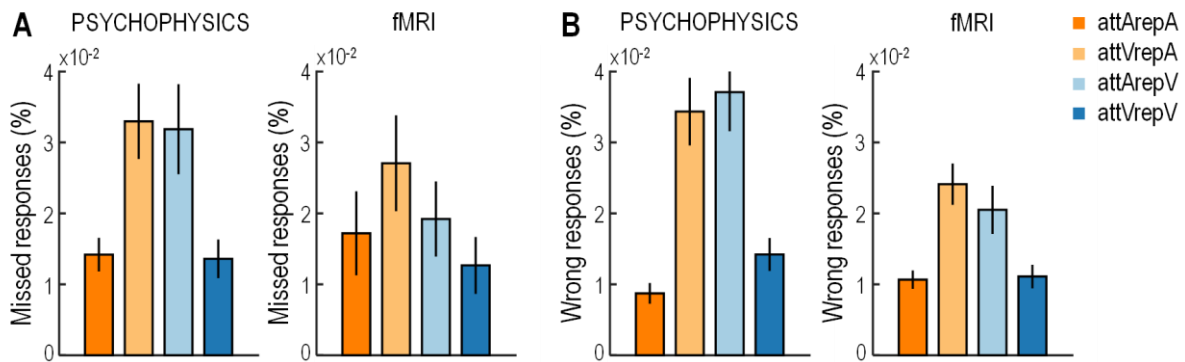 A
PSYCHOPHYSICS
fMRI
x10-2
4
3
2
1
0
Missed responses (%)
x10-2
4
3
2
1
0
Missed responses (%)
B
PSYCHOPHYSICS
fMRI
x10-2
4
3
2
1
0
Wrong responses (%)
x10-2
4
3
2
1
0
Wrong responses (%)
attArepA
attVrepA
attArepV
attVrepV